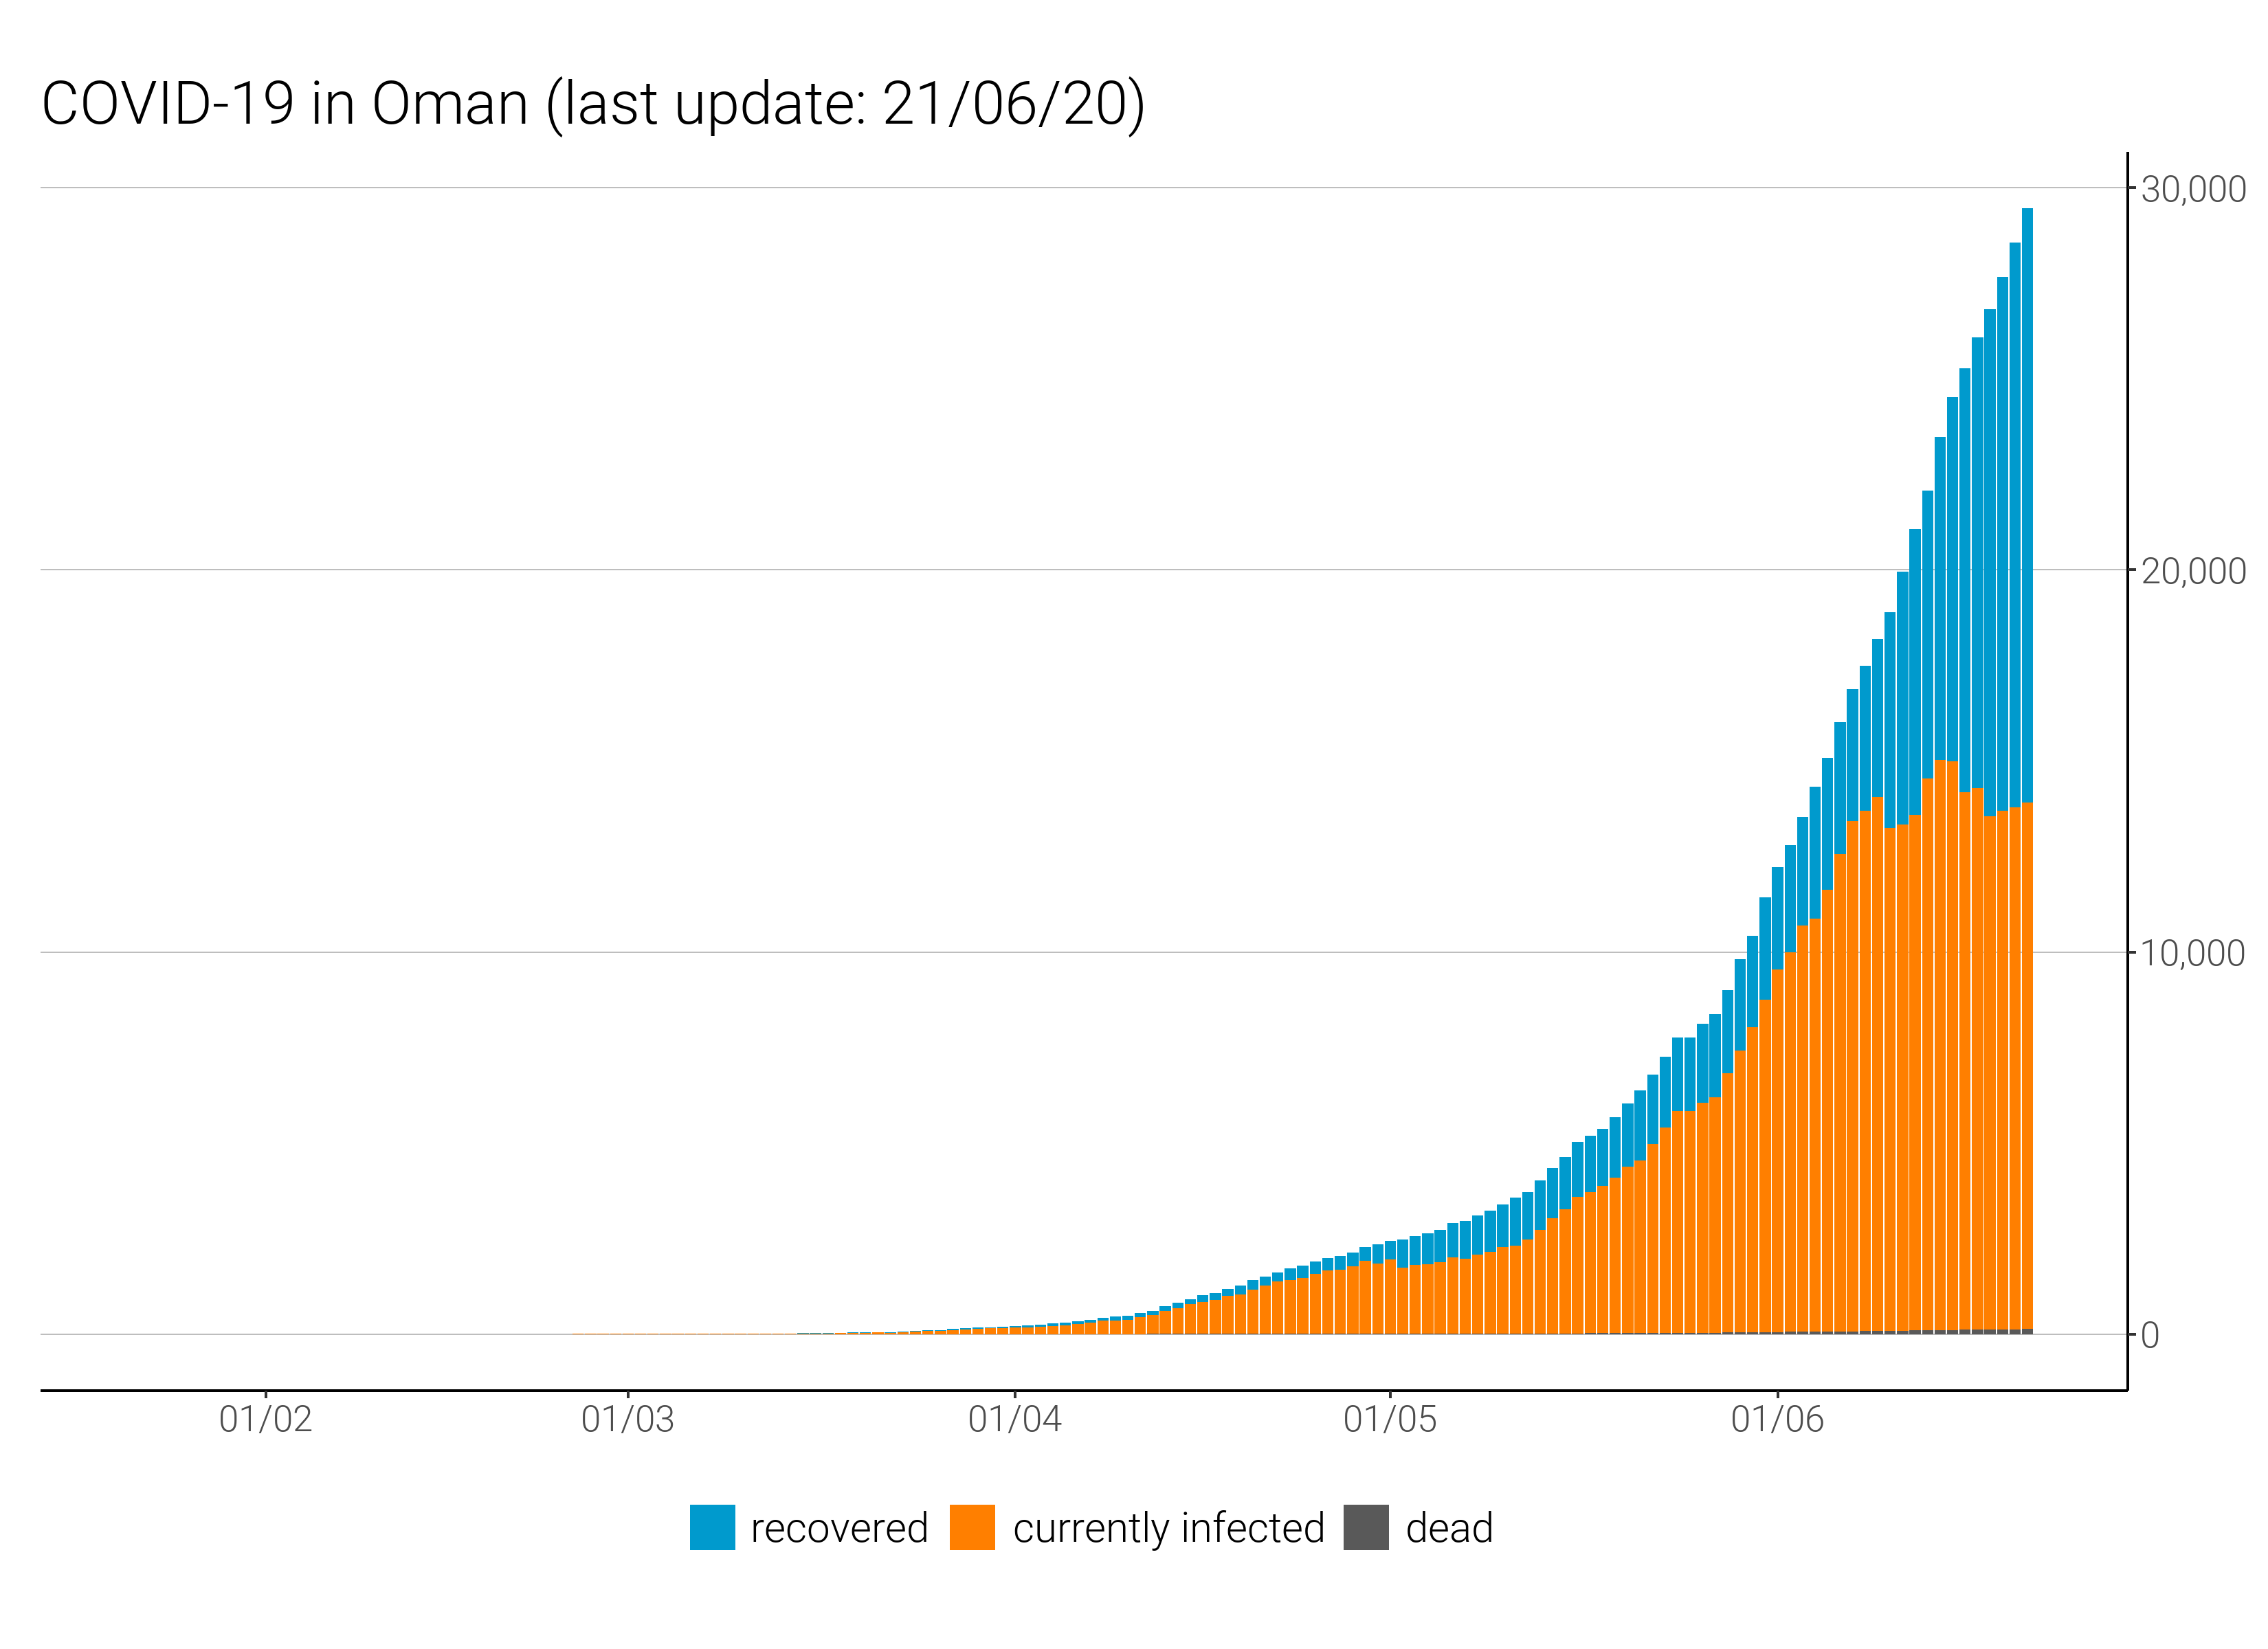 COVID-19 in Oman (last update: 21/06/20)
30,000
20,000
10,000
0
01/02 01/03 01/04 01/05 01/06
recovered currently infected dead